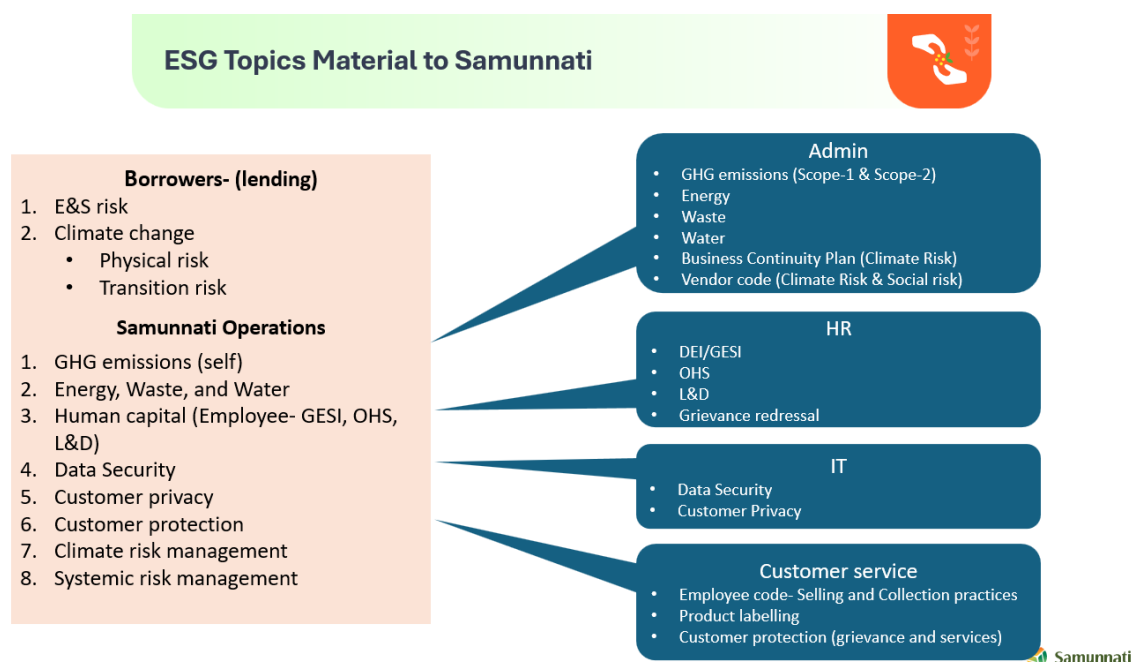 ESG Topics Material to Samunnati
Borrowers- (lending)
1. E&S risk
2. Climate change
• Physical risk
• Transition risk
Samunnati Operations
1. GHG emissions (self)
2. Energy, Waste, and Water
3. Human capital (Employee- GESI, OHS,
L&D)
4. Data Security
5. Customer privacy
6. Customer protection
7. Climate risk management
8. Systemic risk management
Admin
• GHG emissions (Scope-1 & Scope-2)
• Energy
• Waste
• Water
• Business Continuity Plan (Climate Risk)
• Vendor code (Climate Risk & Social risk)
HR
• DEI/GESI
• OHS
• L&D
• Grievance redressal
IT
• Data Security
• Customer Privacy
Customer service
• Employee code- Selling and Collection practices
• Product labelling
• Customer protection (grievance and services)
Samunnati